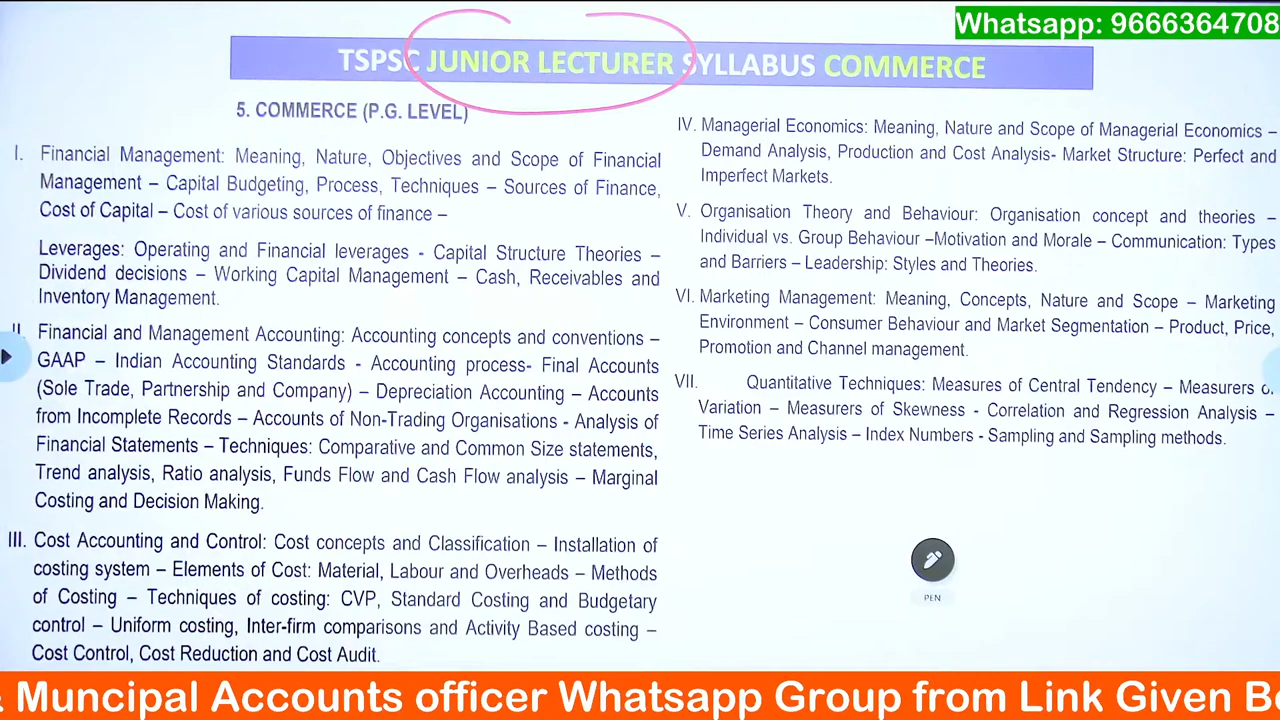 Whatsapp: 9666364708
TSPSC JUNIOR LECTURER SYLLABUS COMMERCE
5. COMMERCE (P.G. LEVEL)
I. Financial Management: Meaning, Nature, Objectives and Scope of Financial
Management – Capital Budgeting, Process, Techniques – Sources of Finance,
Cost of Capital – Cost of various sources of finance –
Leverages: Operating and Financial leverages - Capital Structure Theories –
Dividend decisions – Working Capital Management – Cash, Receivables and
Inventory Management.
II. Financial and Management Accounting: Accounting concepts and conventions –
GAAP – Indian Accounting Standards - Accounting process- Final Accounts
(Sole Trade, Partnership and Company) – Depreciation Accounting – Accounts
from Incomplete Records – Accounts of Non-Trading Organisations - Analysis of
Financial Statements – Techniques: Comparative and Common Size statements,
Trend analysis, Ratio analysis, Funds Flow and Cash Flow analysis – Marginal
Costing and Decision Making.
III. Cost Accounting and Control: Cost concepts and Classification – Installation of
costing system – Elements of Cost: Material, Labour and Overheads – Methods
of Costing – Techniques of costing: CVP, Standard Costing and Budgetary
control – Uniform costing, Inter-firm comparisons and Activity Based costing –
Cost Control, Cost Reduction and Cost Audit.
IV. Managerial Economics: Meaning, Nature and Scope of Managerial Economics –
Demand Analysis, Production and Cost Analysis- Market Structure: Perfect and
Imperfect Markets.
V. Organisation Theory and Behaviour: Organisation concept and theories –
Individual vs. Group Behaviour –Motivation and Morale – Communication: Types
and Barriers – Leadership: Styles and Theories.
VI. Marketing Management: Meaning, Concepts, Nature and Scope – Marketing
Environment – Consumer Behaviour and Market Segmentation – Product, Price,
Promotion and Channel management.
VII. Quantitative Techniques: Measures of Central Tendency – Measurers of
Variation – Measurers of Skewness - Correlation and Regression Analysis –
Time Series Analysis – Index Numbers - Sampling and Sampling methods.
PEN
& Muncipal Accounts officer Whatsapp Group from Link Given